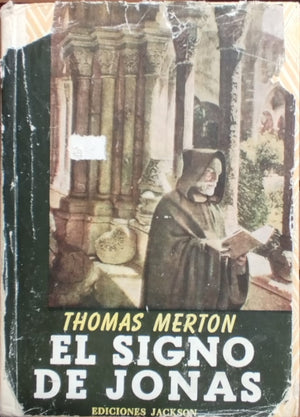 THOMAS MERTON
EL SIGNO
DE JONAS
EDICIONES JACKSON